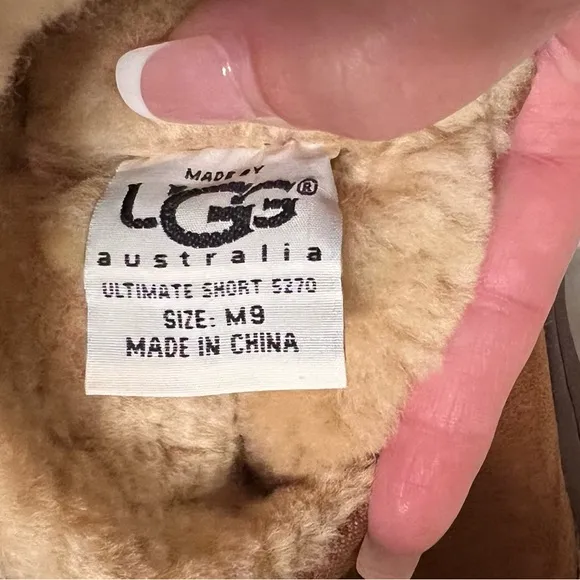 MADE BY
UGG®
australia
ULTIMATE SHORT 5270
SIZE: M9
MADE IN CHINA